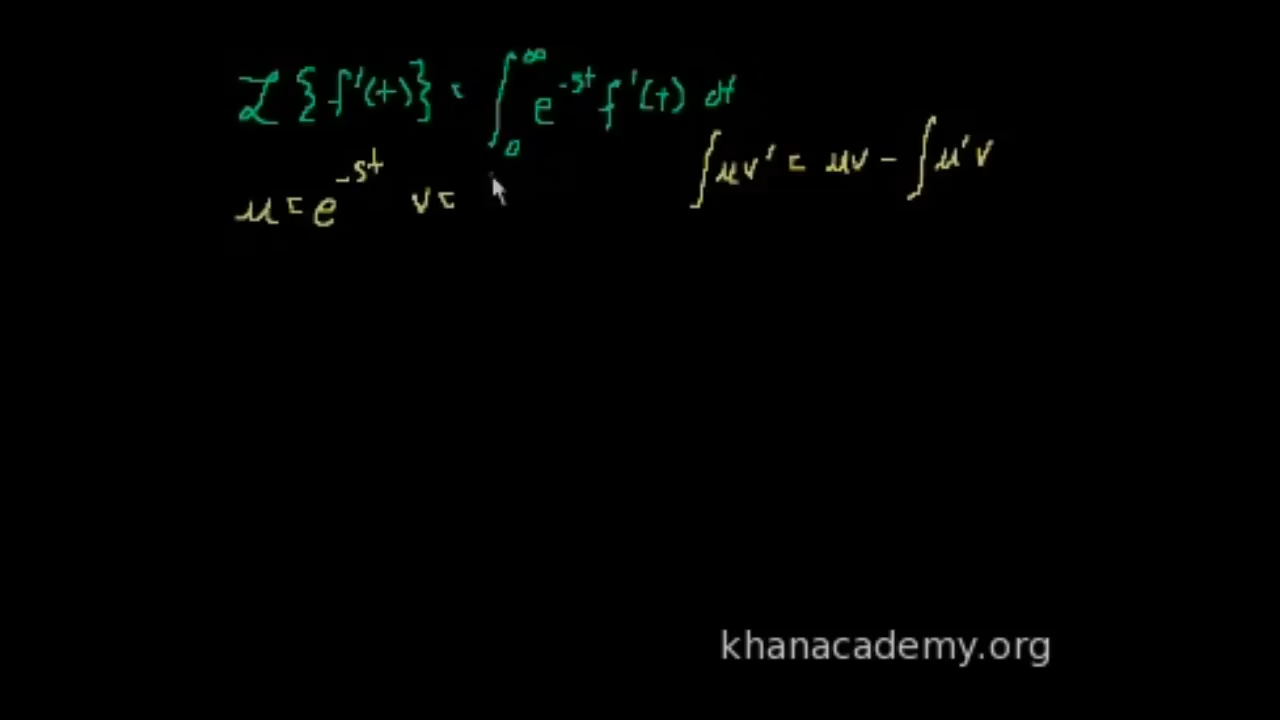 ℒ{f'(t)} = ∫₀^∞ e^{-st} f'(t) dt
∫uv' = uv - ∫u'v
u = e^{-st} v =
khanacademy.org